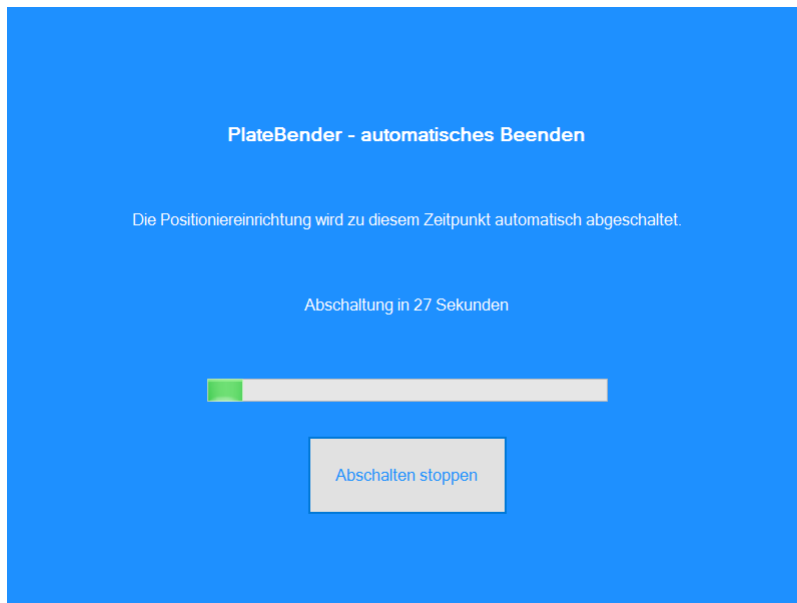 PlateBender - automatisches Beenden
Die Positioniereinrichtung wird zu diesem Zeitpunkt automatisch abgeschaltet.
Abschaltung in 27 Sekunden
Abschalten stoppen